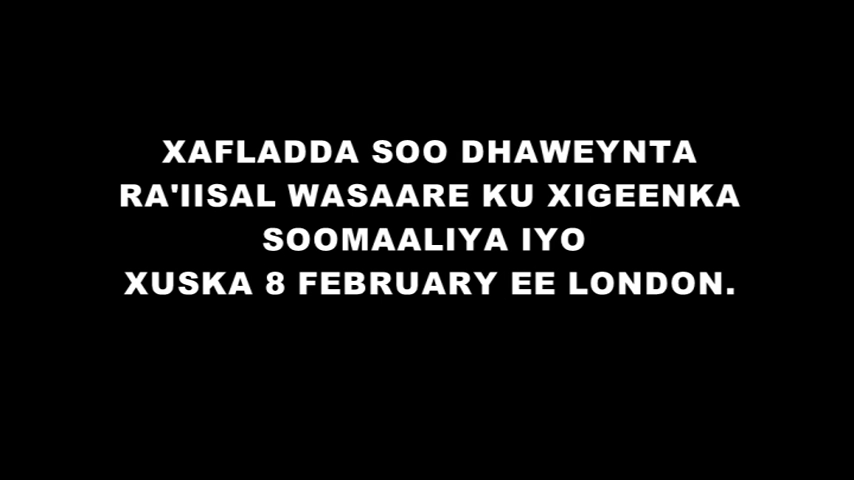 XAFLADDA SOO DHAWEYNTA
RA'IISAL WASAARE KU XIGEENKA
SOOMAALIYA IYO
XUSKA 8 FEBRUARY EE LONDON.